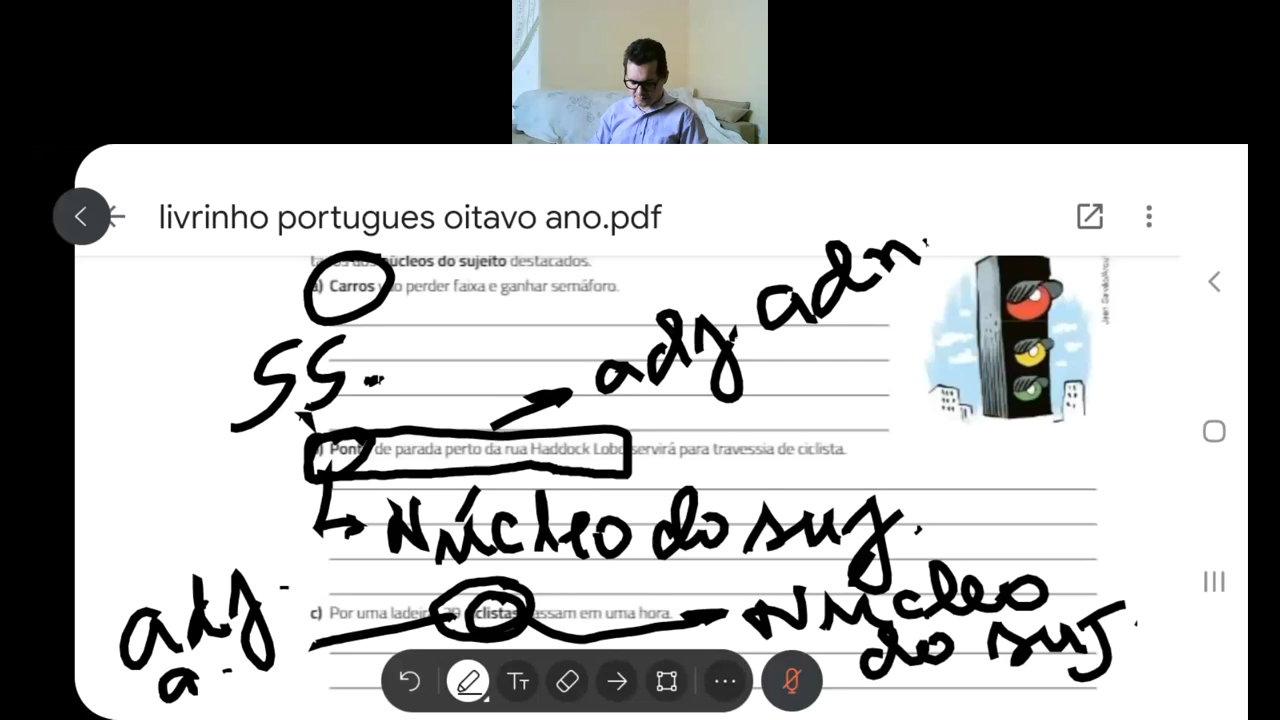 livrinho portugues oitavo ano.pdf
núcleos do sujeito destacados.
Carros perder faixa e ganhar semáforo.
adj. adn.
SS.
Ponto de parada perto da rua Haddock Lobo servirá para travessia de ciclista.
Núcleo do suj.
adj.
a.
c) Por uma ladeira, ciclistas passam em uma hora.
Núcleo
do suj.
Tт